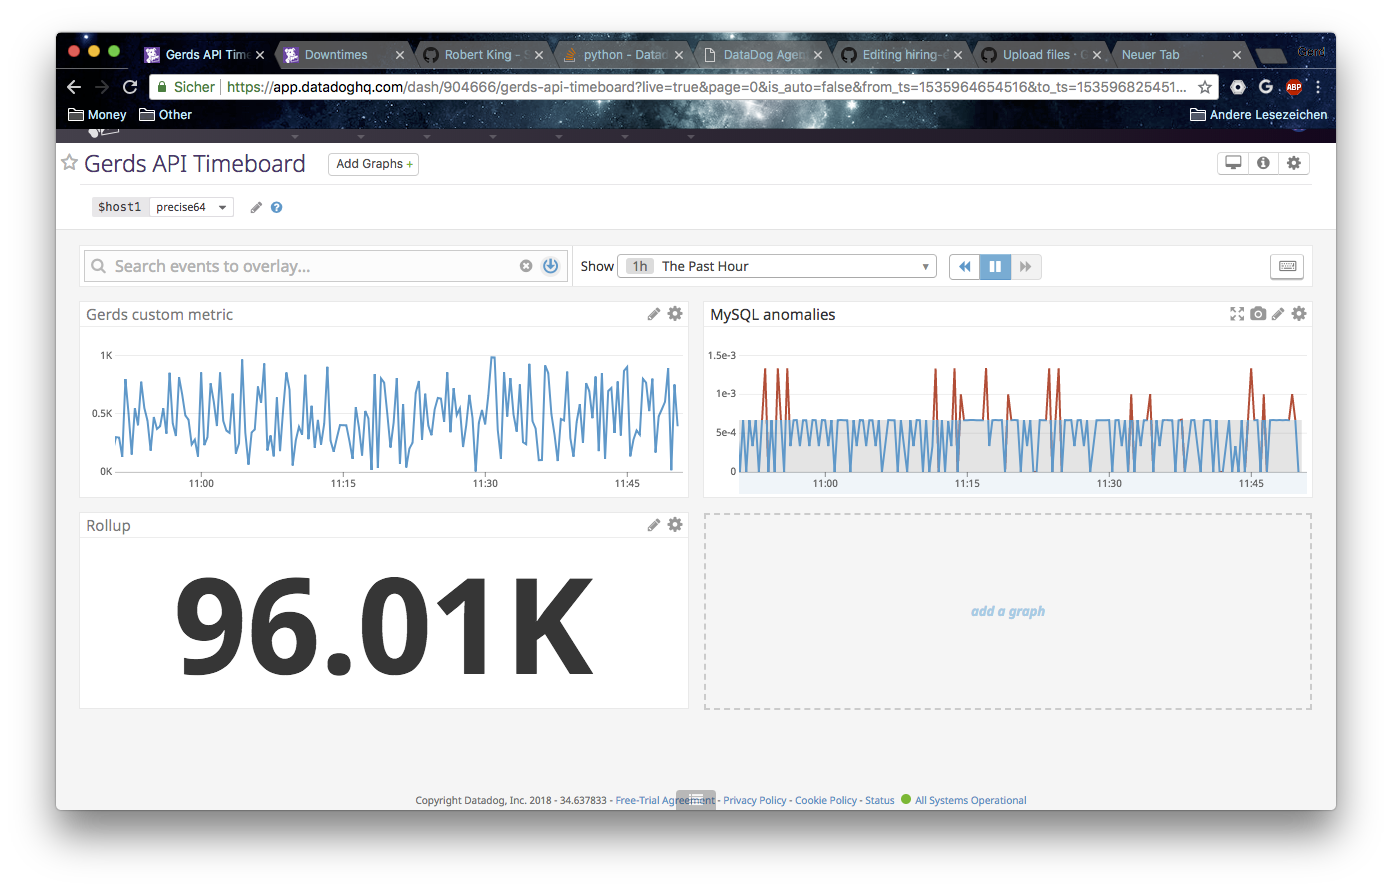 Gerds API Time
Downtimes
Robert King - S
python - Datad
DataDog Agen
Editing hiring-e
Upload files · G
Neuer Tab
Gerd
Sicher
https://app.datadoghq.com/dash/904666/gerds-api-timeboard?live=true&page=0&is_auto=false&from_ts=1535964654516&to_ts=153596825451...
ABP
Money
Other
Andere Lesezeichen
Gerds API Timeboard
Add Graphs +
$host1
precise64
Search events to overlay...
Show
1h
The Past Hour
Gerds custom metric
1K
0.5K
0K
11:00
11:15
11:30
11:45
MySQL anomalies
1.5e-3
1e-3
5e-4
0
11:00
11:15
11:30
11:45
Rollup
96.01K
add a graph
Copyright Datadog, Inc. 2018 - 34.637833 - Free-Trial Agreement - Privacy Policy - Cookie Policy - Status All Systems Operational